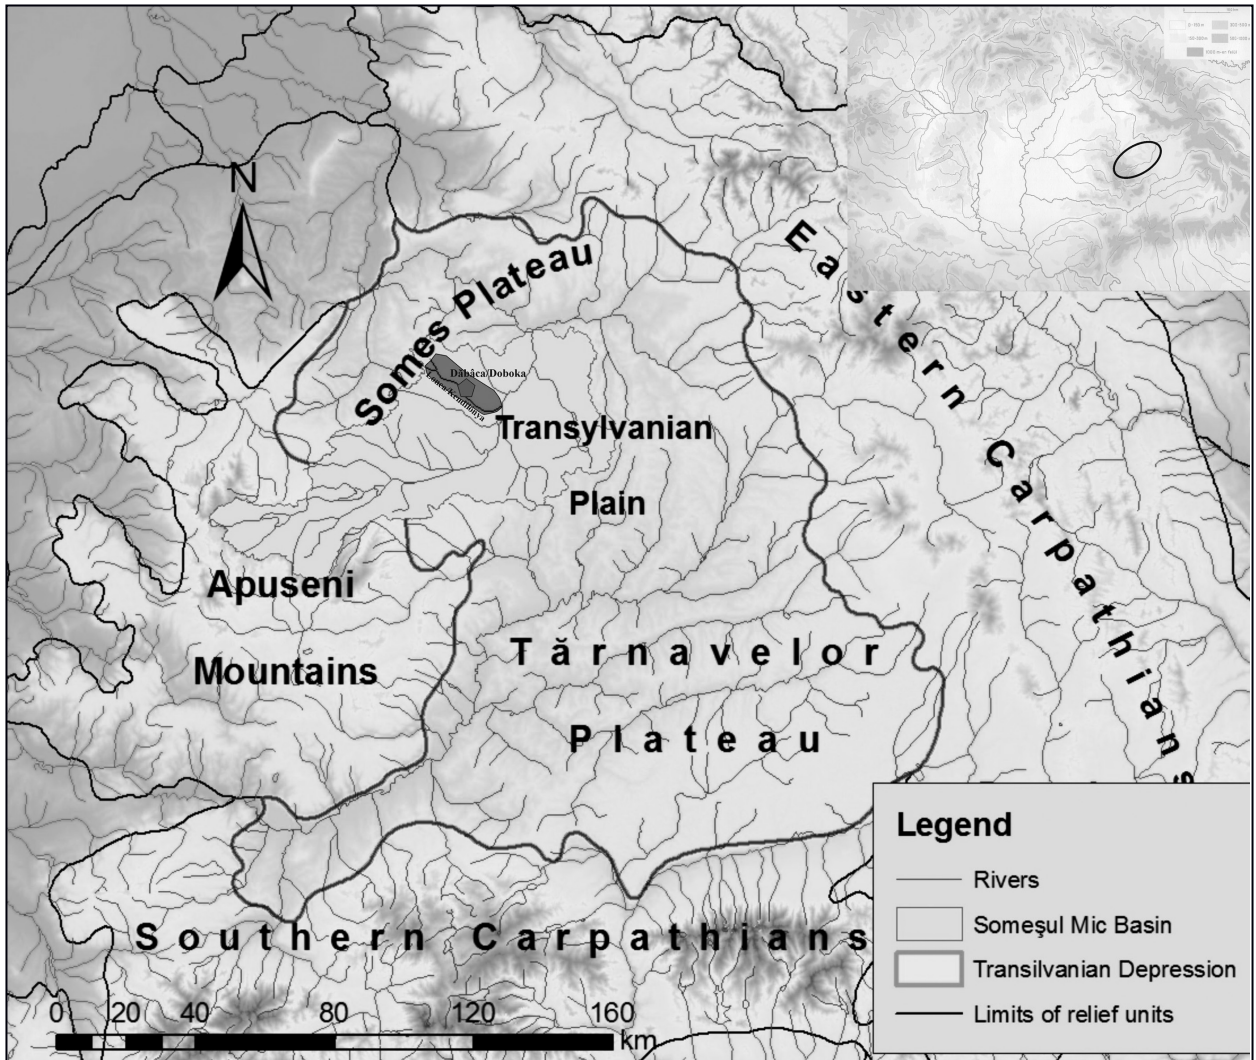 N
Someş Plateau
Dăbâca/Doboka
Transylvanian
Plain
Eastern Carpathians
Apuseni
Mountains
Tărnavelor
Plateau
Southern Carpathians
0 20 40 80 120 160
km
Legend
Rivers
Someşul Mic Basin
Transilvanian Depression
Limits of relief units